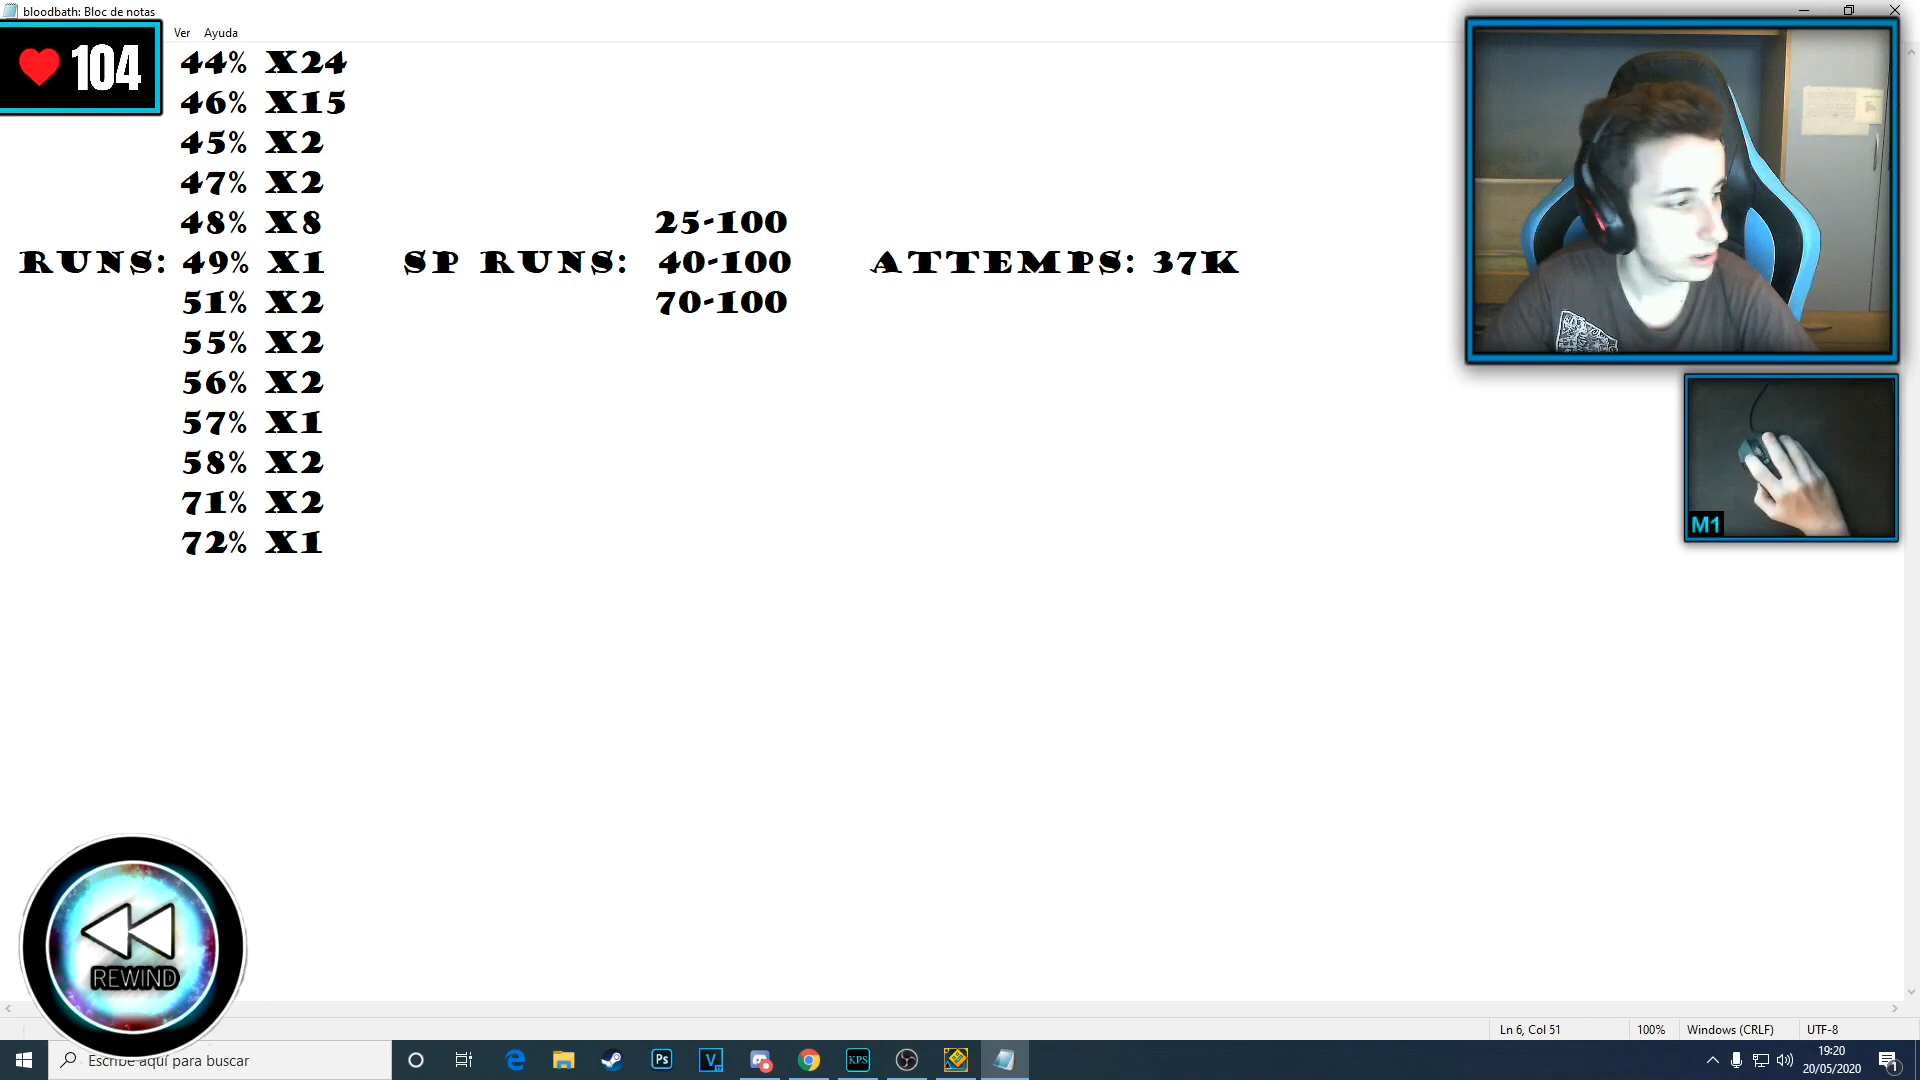 bloodbath: Bloc de notas
Ver Ayuda
104
44% X24
46% X15
45% X2
47% X2
48% X8 25-100
RUNS: 49% X1 SP RUNS: 40-100 ATTEMPS: 37K
51% X2 70-100
55% X2
56% X2
57% X1
58% X2
71% X2
72% X1
M1
REWIND
Ln 6, Col 51 100% Windows (CRLF) UTF-8
Escribe aquí para buscar
Ps
V
KPS
19:20
20/05/2020
1